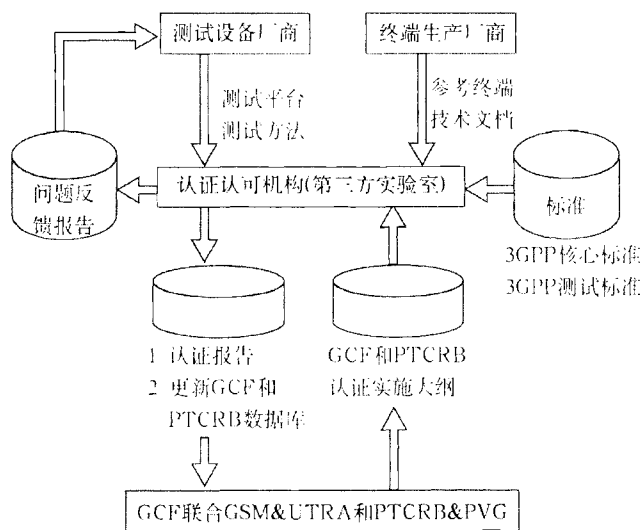 测试设备厂商
终端生产厂商
测试平台
测试方法
参考终端
技术文档
认证认可机构(第三方实验室)
问题反
馈报告
标准
3GPP核心标准
3GPP测试标准
1 认证报告
2 更新GCF和
PTCRB数据库
GCF和PTCRB
认证实施大纲
GCF联合GSM&UTRA和PTCRB&PVG